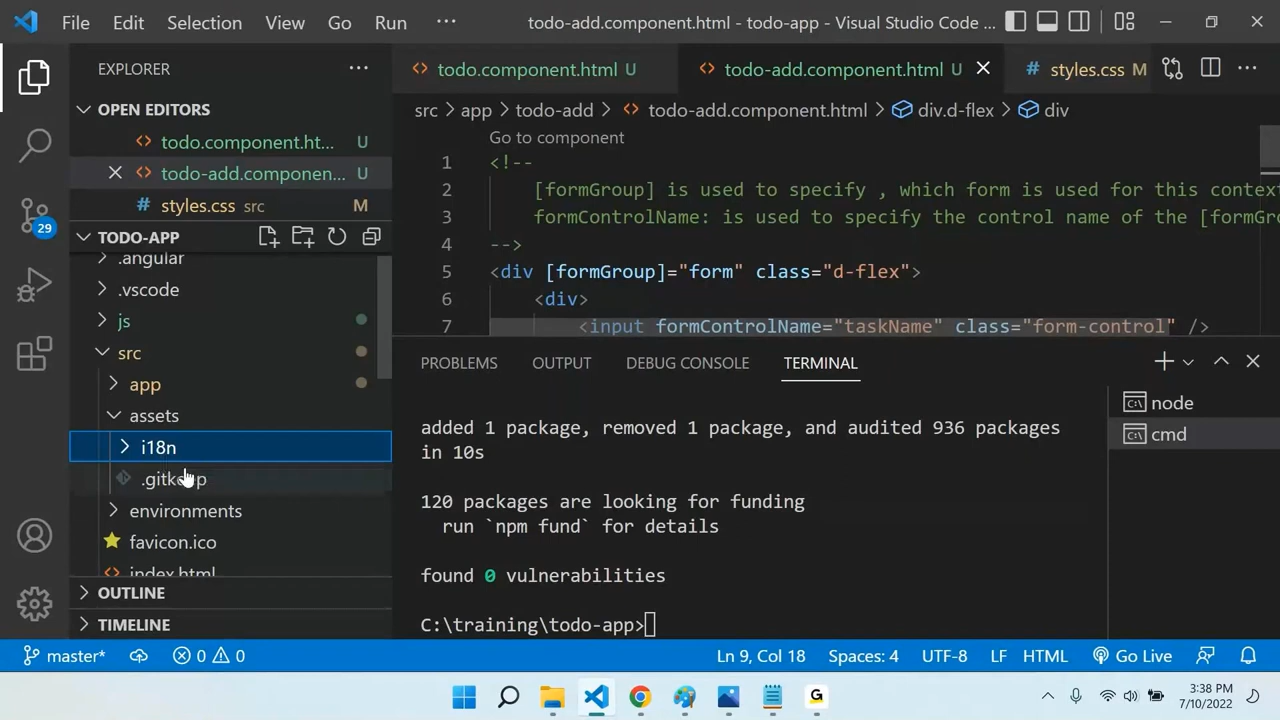 File Edit Selection View Go Run ··· todo-add.component.html - todo-app - Visual Studio Code ...
EXPLORER ···
OPEN EDITORS
todo.component.ht... U
todo-add.componen... U
styles.css src M
TODO-APP
.angular
.vscode
js
src
app
assets
i18n
environments
favicon.ico
index.html
OUTLINE
TIMELINE
29
todo.component.html U todo-add.component.html U styles.css M ···
src > app > todo-add > todo-add.component.html > div.d-flex > div
Go to component
1 <!--
2 [formGroup] is used to specify , which form is used for this context
3 formControlName: is used to specify the control name of the [formGro
4 -->
5 <div [formGroup]="form" class="d-flex">
6 <div>
7 <input formControlName="taskName" class="form-control" />
PROBLEMS OUTPUT DEBUG CONSOLE TERMINAL
added 1 package, removed 1 package, and audited 936 packages
in 10s
120 packages are looking for funding
run `npm fund` for details
found 0 vulnerabilities
C:\training\todo-app>
node
cmd
master* 0 0 Ln 9, Col 18 Spaces: 4 UTF-8 LF HTML Go Live
3:38 PM
7/10/2022